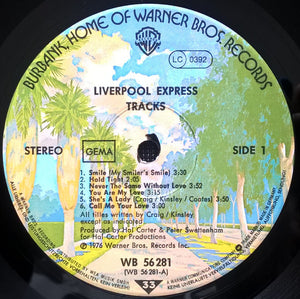 BURBANK, HOME OF WARNER BROS. RECORDS
LC 0392
LIVERPOOL EXPRESS
TRACKS
STEREO
GEMA
SIDE 1
1. Smile (My Smiler's Smile) 3:30
2. Hold Tight 2:05
3. Never The Same Without Love 3:52
4. You Are My Love 3:15
5. She's A Lady (Craig / Kinsley / Coates) 3:50
6. Call Me Your Love 3:39
All titles written by Craig / Kinsley
except as indicated
Produced by Hal Carter & Peter Swettenham
for Hal Carter Productions
℗ 1976 Warner Bros. Records Inc.
WB 56 281
(WB 56 281-A)
33